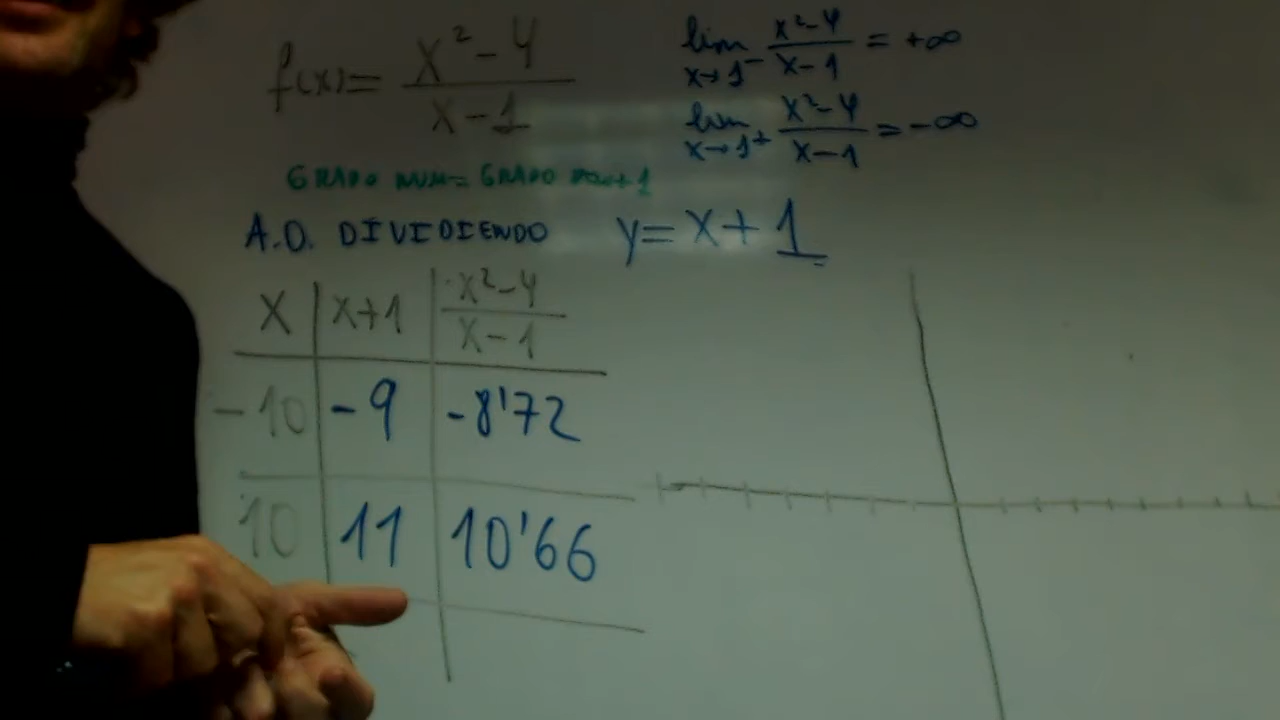 f(x)= x²-4 / x-1
lim x→1⁻ x²-4 / x-1 = +∞
lim x→1⁺ x²-4 / x-1 = -∞
GRADO NUM= GRADO DEN+1
A.O. DIVIDIENDO y= x+1
x x+1 x²-4 / x-1
-10 -9 -8'72
10 11 10'66